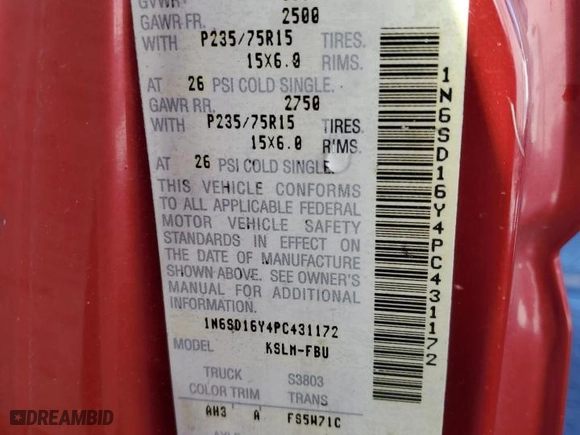 GAWR FR. 2500
WITH P235/75R15 TIRES.
15X6.0 RIMS.
AT 26 PSI COLD SINGLE.
GAWR RR. 2750
WITH P235/75R15 TIRES.
15X6.0 RIMS.
AT 26 PSI COLD SINGLE.
THIS VEHICLE CONFORMS
TO ALL APPLICABLE FEDERAL
MOTOR VEHICLE SAFETY
STANDARDS IN EFFECT ON
THE DATE OF MANUFACTURE
SHOWN ABOVE. SEE OWNER'S
MANUAL FOR ADDITIONAL
INFORMATION.
1N6SD16Y4PC431172
KSLM-FBU
TRUCK S3803
COLOR TRIM TRANS
AH3 A FS5W71C
1N6SD16Y4PC431172
DREAMBID